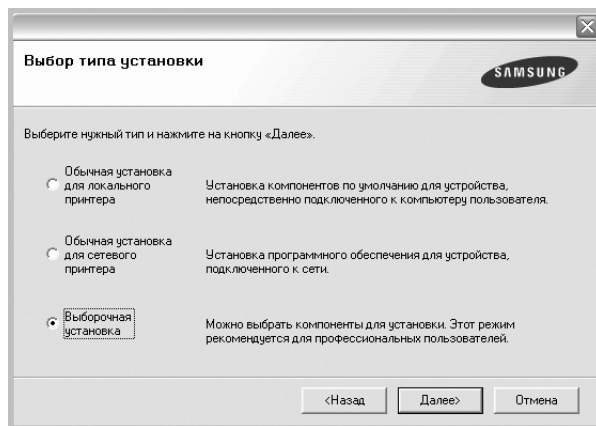 Выбор типа установки
SAMSUNG
Выберите нужный тип и нажмите на кнопку «Далее».
Обычная установка
для локального
принтера
Установка компонентов по умолчанию для устройства,
непосредственно подключенного к компьютеру пользователя.
Обычная установка
для сетевого
принтера
Установка программного обеспечения для устройства,
подключенного к сети.
Выборочная
установка
Можно выбрать компоненты для установки. Этот режим
рекомендуется для профессиональных пользователей.
<Назад
Далее>
Отмена